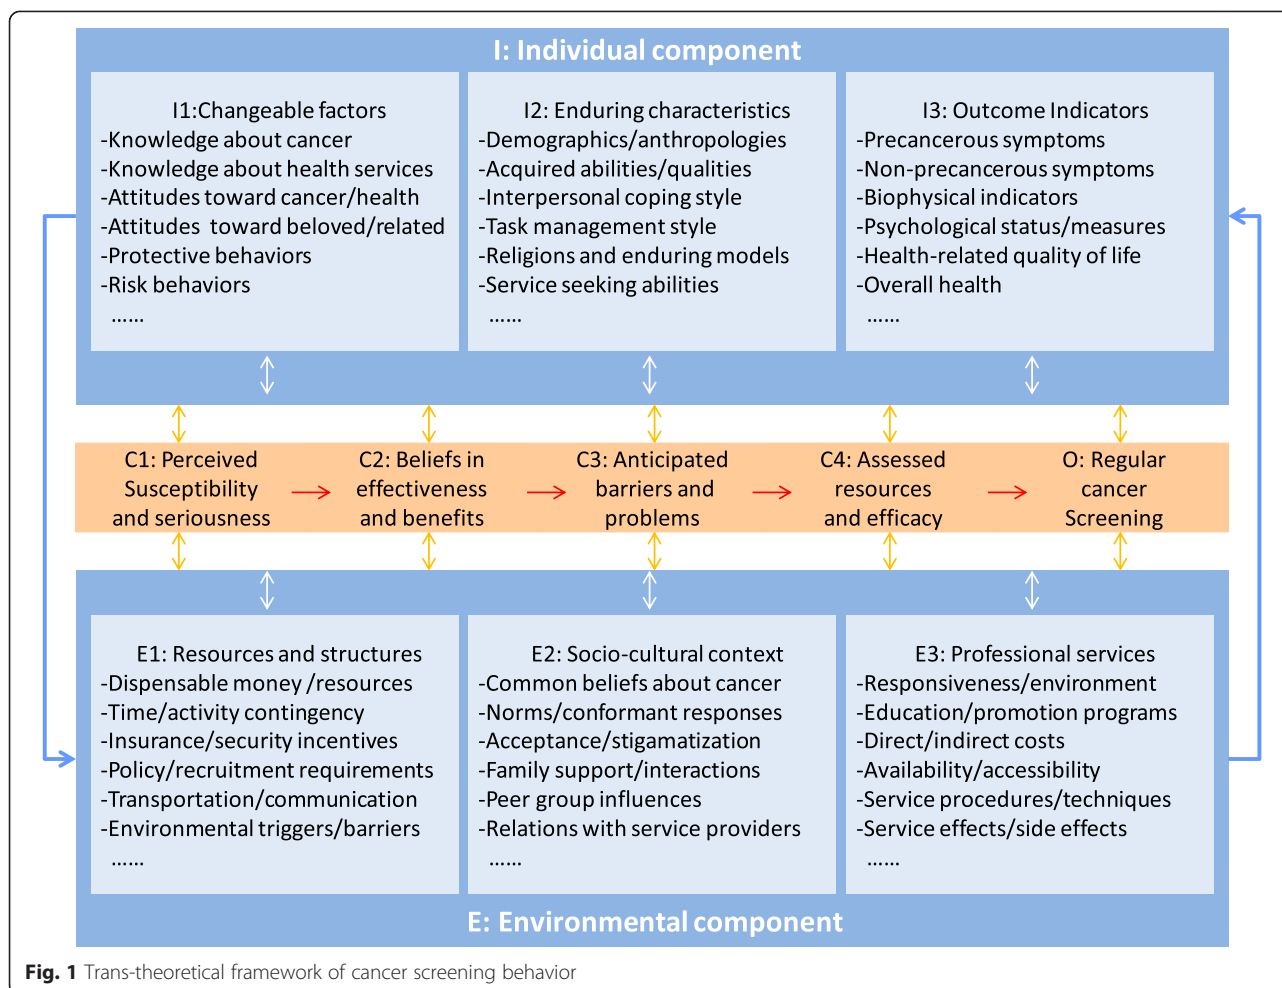 I: Individual component
I1:Changeable factors
-Knowledge about cancer
-Knowledge about health services
-Attitudes toward cancer/health
-Attitudes  toward beloved/related
-Protective behaviors
-Risk behaviors
……
I2: Enduring characteristics
-Demographics/anthropologies
-Acquired abilities/qualities
-Interpersonal coping style
-Task management style
-Religions and enduring models
-Service seeking abilities
……
I3: Outcome Indicators
-Precancerous symptoms
-Non-precancerous symptoms
-Biophysical indicators
-Psychological status/measures
-Health-related quality of life
-Overall health
……
C1: Perceived
Susceptibility
and seriousness
C2: Beliefs in
effectiveness
and benefits
C3: Anticipated
barriers and
problems
C4: Assessed
resources
and efficacy
O: Regular
cancer
Screening
E1: Resources and structures
-Dispensable money /resources
-Time/activity contingency
-Insurance/security incentives
-Policy/recruitment requirements
-Transportation/communication
-Environmental triggers/barriers
……
E2: Socio-cultural context
-Common beliefs about cancer
-Norms/conformant responses
-Acceptance/stigamatization
-Family support/interactions
-Peer group influences
-Relations with service providers
……
E3: Professional services
-Responsiveness/environment
-Education/promotion programs
-Direct/indirect costs
-Availability/accessibility
-Service procedures/techniques
-Service effects/side effects
……
E: Environmental component
Fig. 1 Trans-theoretical framework of cancer screening behavior